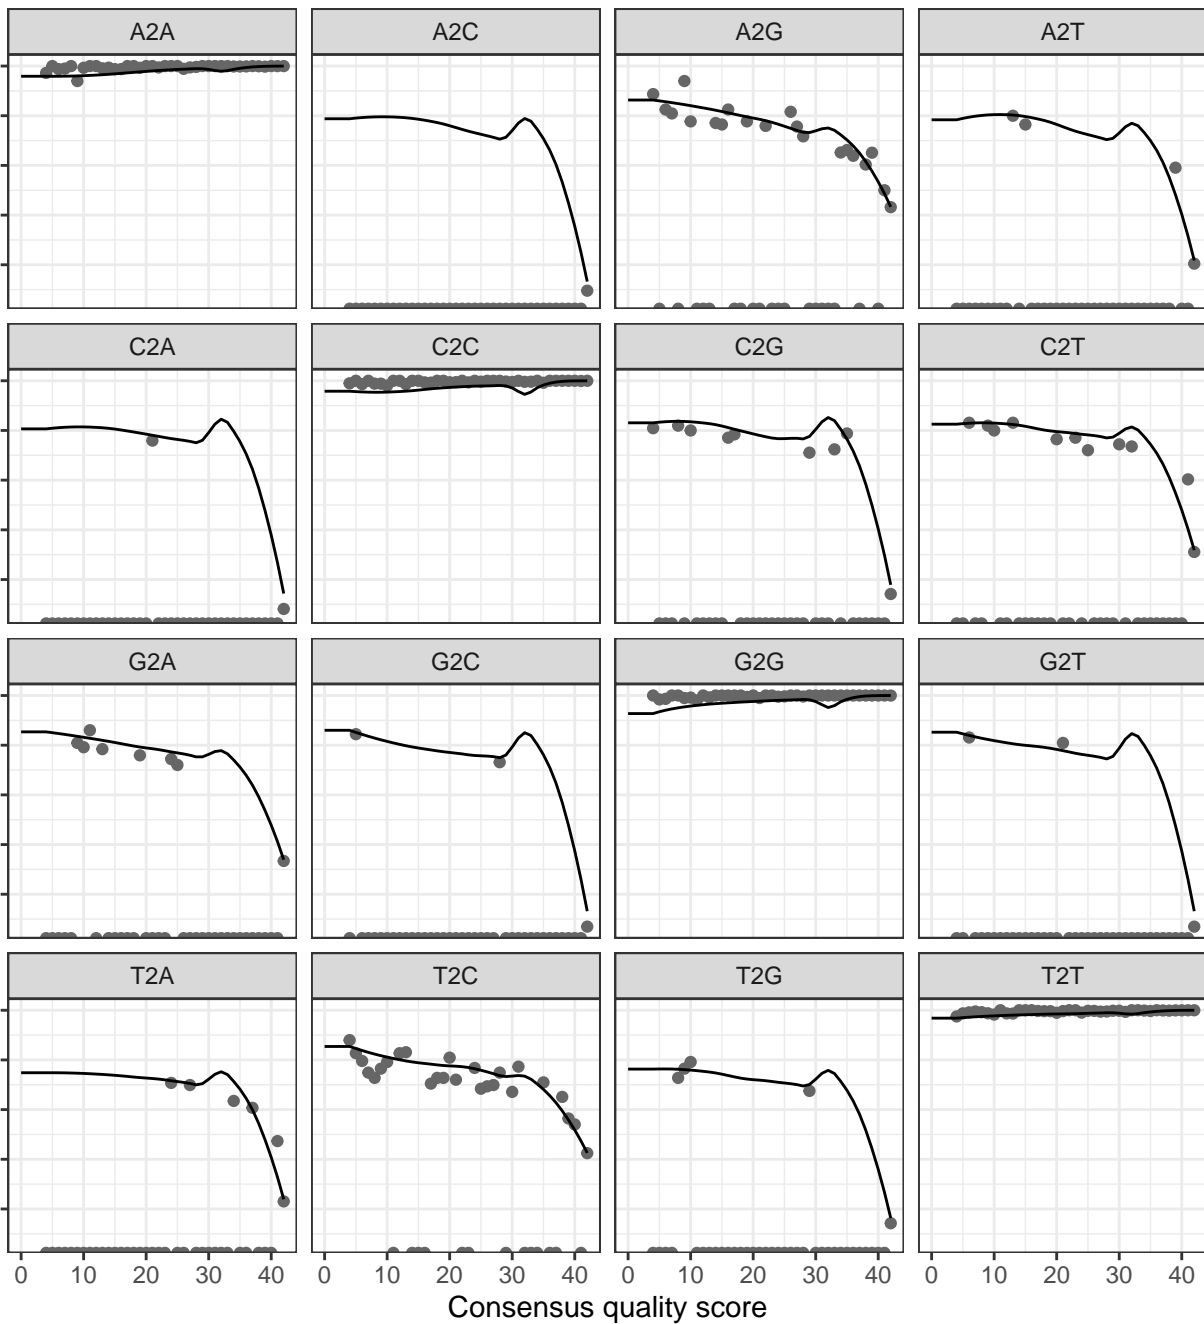 A2A A2C A2G A2T
C2A C2C C2G C2T
G2A G2C G2G G2T
T2A T2C T2G T2T
0 10 20 30 40 0 10 20 30 40 0 10 20 30 40 0 10 20 30 40
Consensus quality score